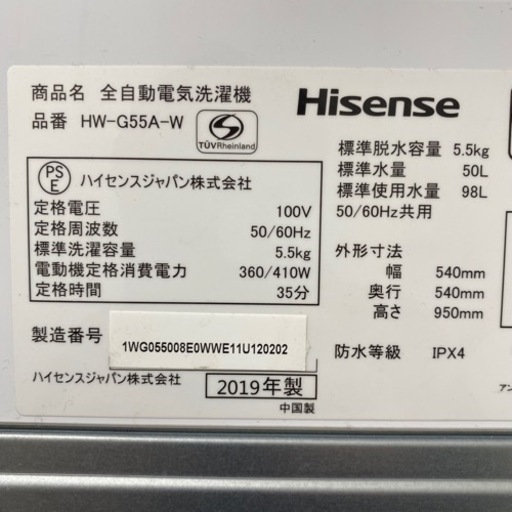 商品名 全自動電気洗濯機
品番 HW-G55A-W
TÜVRheinland
Hisense
PS
E
ハイセンスジャパン株式会社
定格電圧 100V
定格周波数 50/60Hz
標準洗濯容量 5.5kg
電動機定格消費電力 360/410W
定格時間 35分
標準脱水容量 5.5kg
標準水量 50L
標準使用水量 98L
50/60Hz共用
外形寸法
幅 540mm
奥行 540mm
高さ 950mm
製造番号 1WG055008E0WWE11U120202
防水等級 IPX4
ハイセンスジャパン株式会社 2019年製
中国製